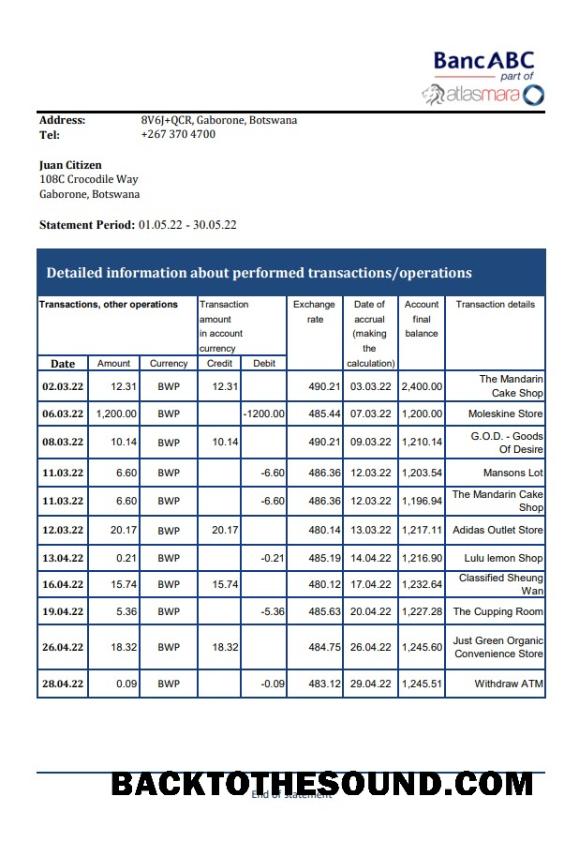 BancABC
part of
atlasmara
Address: 8V6J+QCR, Gaborone, Botswana
Tel: +267 370 4700
Juan Citizen
108C Crocodile Way
Gaborone, Botswana
Statement Period: 01.05.22 - 30.05.22
Detailed information about performed transactions/operations
Transactions, other operations
Transaction
amount
in account
currency
Exchange
rate
Date of
accrual
(making
the
calculation)
Account
final
balance
Transaction details
Date Amount Currency Credit Debit
02.03.22 12.31 BWP 12.31 490.21 03.03.22 2,400.00 The Mandarin
Cake Shop
06.03.22 1,200.00 BWP -1200.00 485.44 07.03.22 1,200.00 Moleskine Store
08.03.22 10.14 BWP 10.14 490.21 09.03.22 1,210.14 G.O.D. - Goods
Of Desire
11.03.22 6.60 BWP -6.60 486.36 12.03.22 1,203.54 Mansons Lot
11.03.22 6.60 BWP -6.60 486.36 12.03.22 1,196.94 The Mandarin Cake
Shop
12.03.22 20.17 BWP 20.17 480.14 13.03.22 1,217.11 Adidas Outlet Store
13.04.22 0.21 BWP -0.21 485.19 14.04.22 1,216.90 Lulu lemon Shop
16.04.22 15.74 BWP 15.74 480.12 17.04.22 1,232.64 Classified Sheung
Wan
19.04.22 5.36 BWP -5.36 485.63 20.04.22 1,227.28 The Cupping Room
26.04.22 18.32 BWP 18.32 484.75 26.04.22 1,245.60 Just Green Organic
Convenience Store
28.04.22 0.09 BWP -0.09 483.12 29.04.22 1,245.51 Withdraw ATM
BACKTOTHESOUND.COM
End of statement